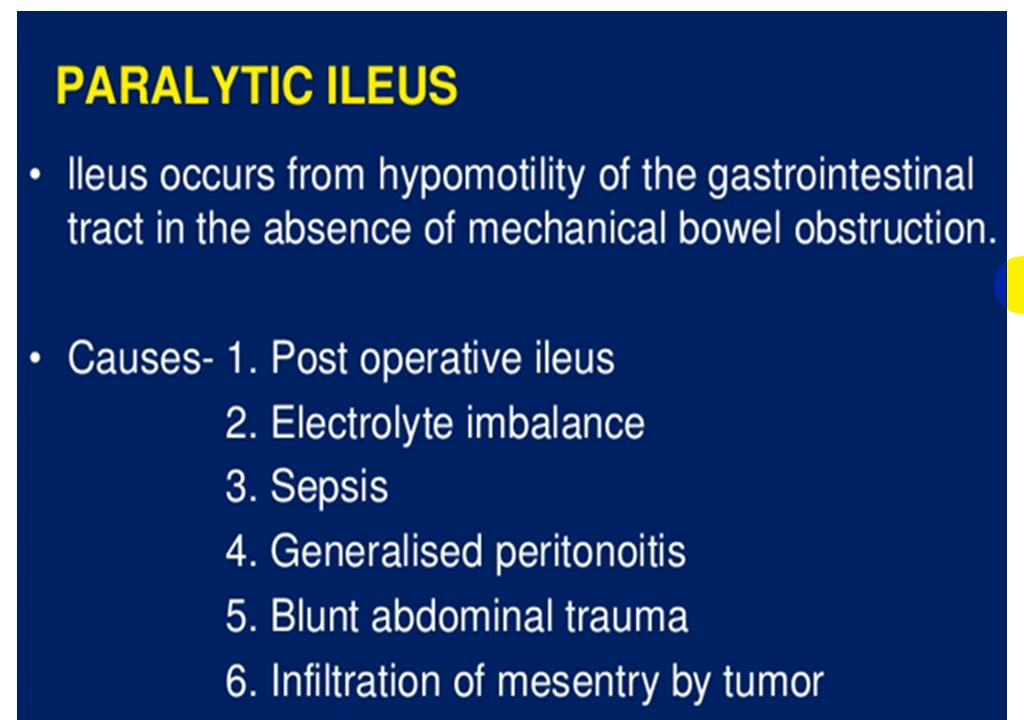 PARALYTIC ILEUS
• Ileus occurs from hypomotility of the gastrointestinal
tract in the absence of mechanical bowel obstruction.
• Causes- 1. Post operative ileus
2. Electrolyte imbalance
3. Sepsis
4. Generalised peritonoitis
5. Blunt abdominal trauma
6. Infiltration of mesentry by tumor